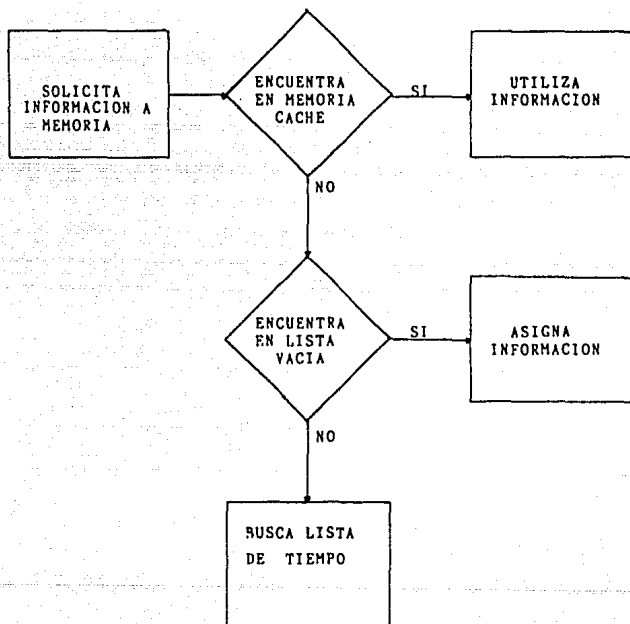 SOLICITA
INFORMACION A
MEMORIA
ENCUENTRA
EN MEMORIA
CACHE
SI
UTILIZA
INFORMACION
NO
ENCUENTRA
EN LISTA
VACIA
SI
ASIGNA
INFORMACION
NO
BUSCA LISTA
DE TIEMPO